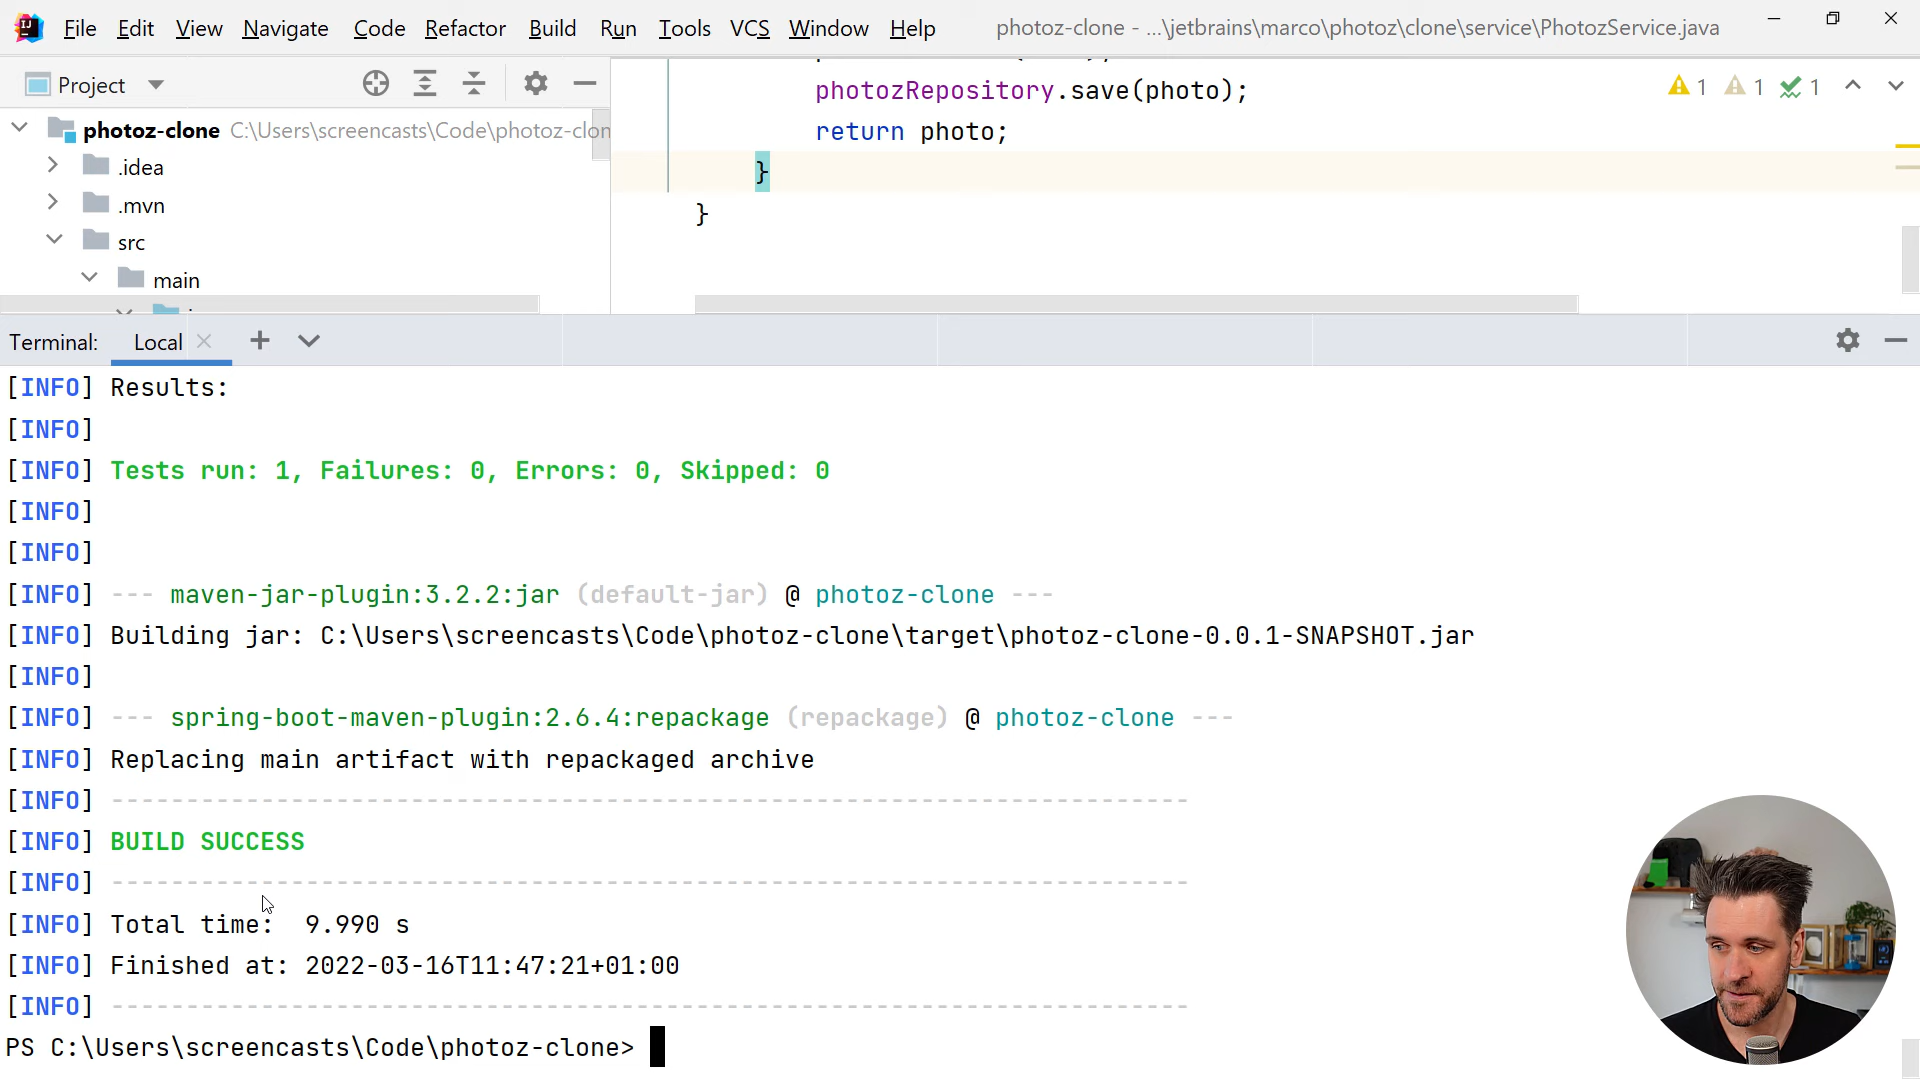 File Edit View Navigate Code Refactor Build Run Tools VCS Window Help photoz-clone - ...\jetbrains\marco\photoz\clone\service\PhotozService.java
Project
photoz-clone C:\Users\screencasts\Code\photoz-clon
.idea
.mvn
src
main
photozRepository.save(photo);
return photo;
}
}
1 1 1
Terminal: Local
[INFO] Results:
[INFO]
[INFO] Tests run: 1, Failures: 0, Errors: 0, Skipped: 0
[INFO]
[INFO]
[INFO] --- maven-jar-plugin:3.2.2:jar (default-jar) @ photoz-clone ---
[INFO] Building jar: C:\Users\screencasts\Code\photoz-clone\target\photoz-clone-0.0.1-SNAPSHOT.jar
[INFO]
[INFO] --- spring-boot-maven-plugin:2.6.4:repackage (repackage) @ photoz-clone ---
[INFO] Replacing main artifact with repackaged archive
[INFO] ------------------------------------------------------------------------
[INFO] BUILD SUCCESS
[INFO] ------------------------------------------------------------------------
[INFO] Total time:  9.990 s
[INFO] Finished at: 2022-03-16T11:47:21+01:00
[INFO] ------------------------------------------------------------------------
PS C:\Users\screencasts\Code\photoz-clone>